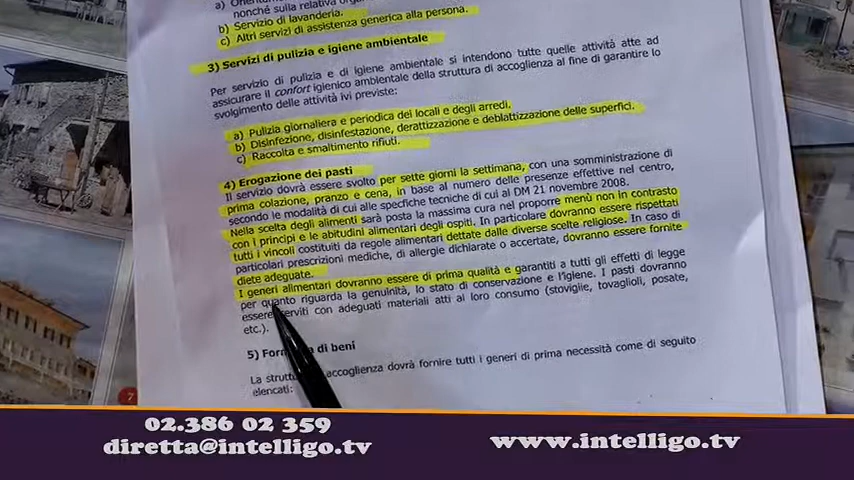 a)
nonché sulla relativa
b) Servizio di lavanderia.
c) Altri servizi di assistenza generica alla persona.
3) Servizi di pulizia e igiene ambientale
Per servizio di pulizia e di igiene ambientale si intendono tutte quelle attività atte ad
assicurare il confort igienico ambientale della struttura di accoglienza al fine di garantire lo
svolgimento delle attività ivi previste:
a) Pulizia giornaliera e periodica dei locali e degli arredi.
b) Disinfezione, disinfestazione, derattizzazione e deblattizzazione delle superfici.
c) Raccolta e smaltimento rifiuti.
4) Erogazione dei pasti
Il servizio dovrà essere svolto per sette giorni la settimana, con una somministrazione di
prima colazione, pranzo e cena, in base al numero delle presenze effettive nel centro,
secondo le modalità di cui alle specifiche tecniche di cui al DM 21 novembre 2008.
Nella scelta degli alimenti sarà posta la massima cura nel proporre menù non in contrasto
con i principi e le abitudini alimentari degli ospiti. In particolare dovranno essere rispettati
tutti i vincoli costituiti da regole alimentari dettate dalle diverse scelte religiose. In caso di
particolari prescrizioni mediche, di allergie dichiarate o accertate, dovranno essere fornite
diete adeguate.
I generi alimentari dovranno essere di prima qualità e garantiti a tutti gli effetti di legge
per quanto riguarda la genuinità, lo stato di conservazione e l'igiene. I pasti dovranno
essere serviti con adeguati materiali atti al loro consumo (stoviglie, tovaglioli, posate,
etc.).
5) di beni
La accoglienza dovrà fornire tutti i generi di prima necessità come di seguito
elencati:
7
02.386 02 359
diretta@intelligo.tv
www.intelligo.tv